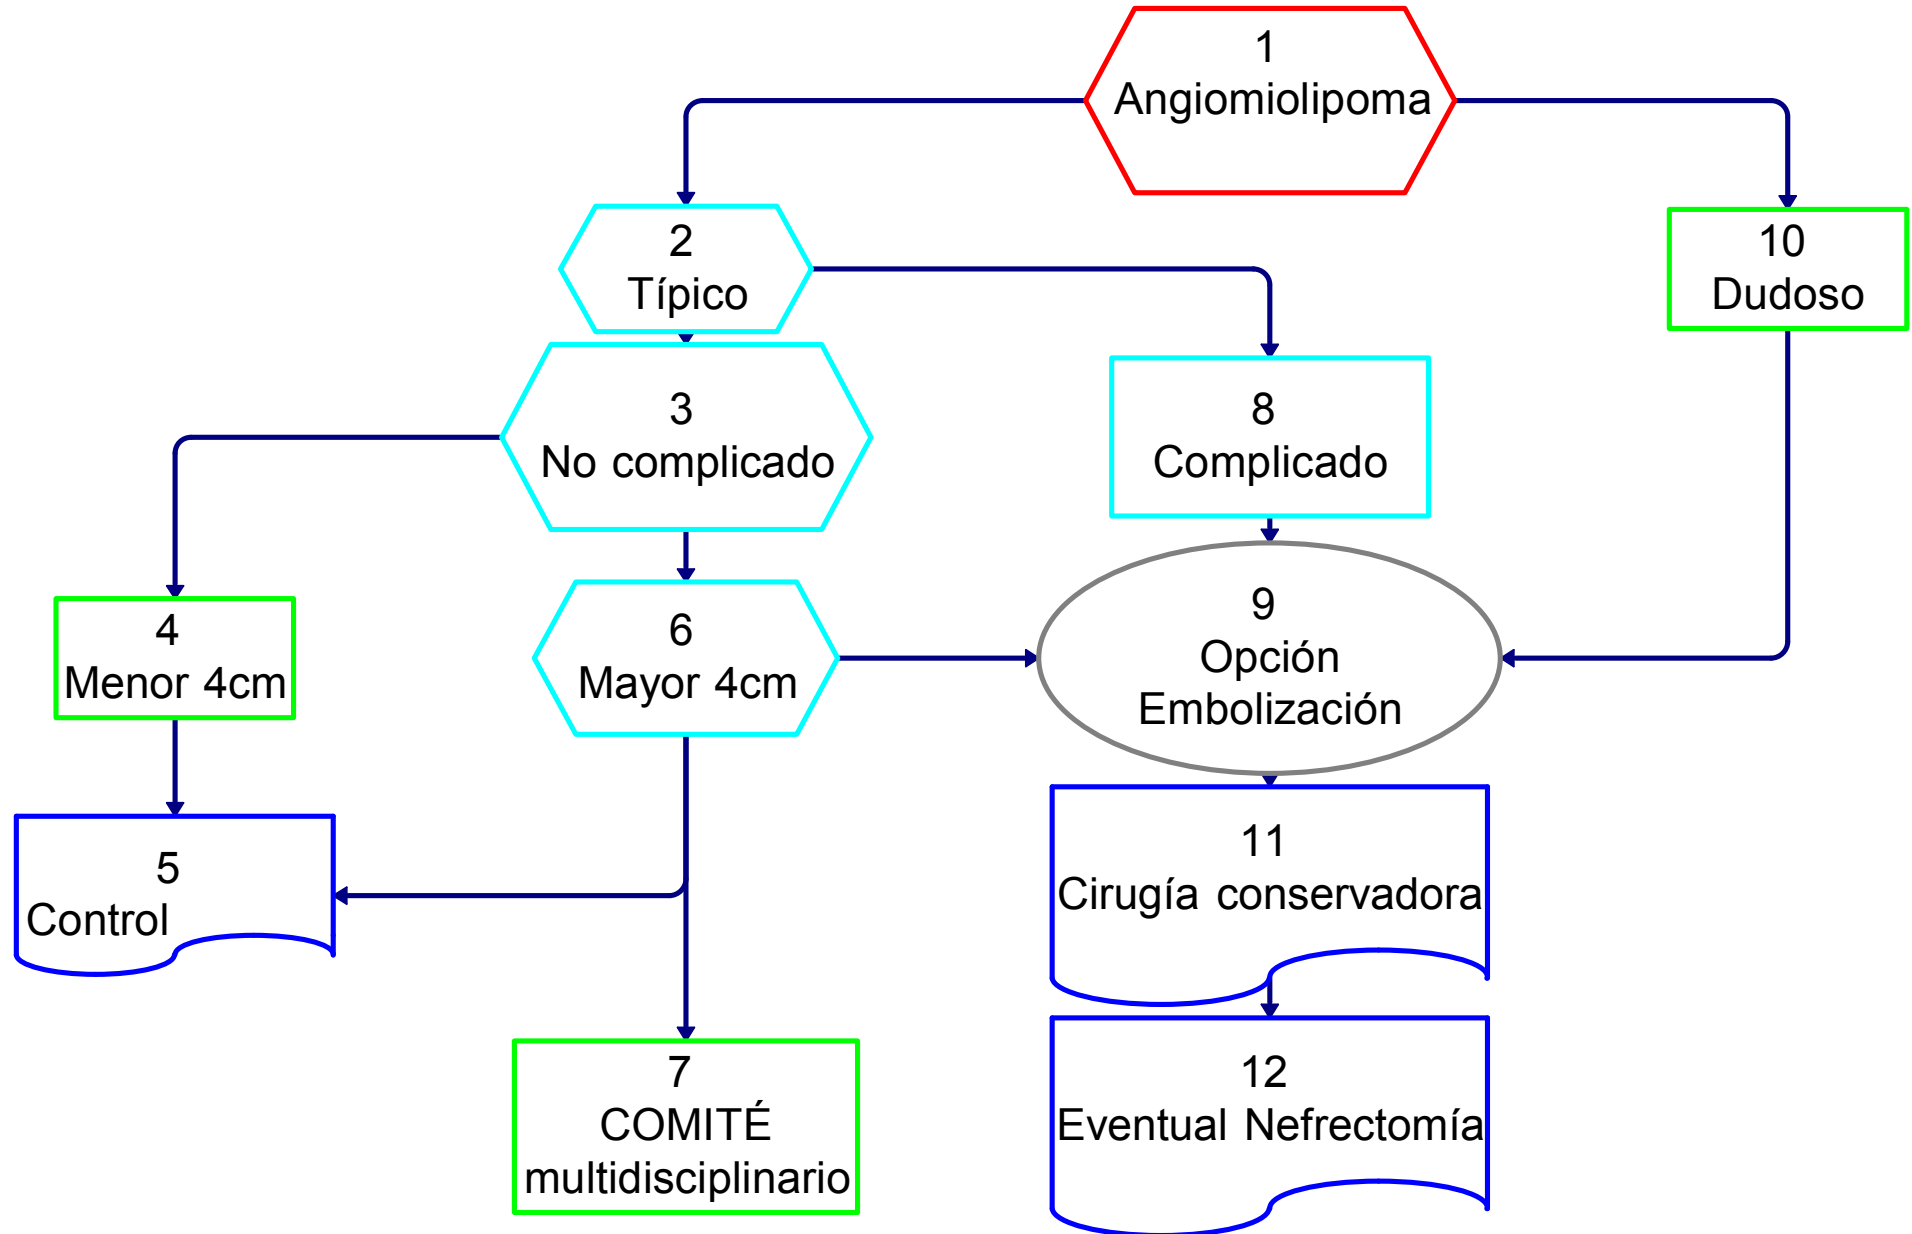 1
Angiomiolipoma
2
Típico
10
Dudoso
3
No complicado
8
Complicado
4
Menor 4cm
6
Mayor 4cm
9
Opción
Embolización
5
Control
11
Cirugía conservadora
7
COMITÉ
multidisciplinario
12
Eventual Nefrectomía